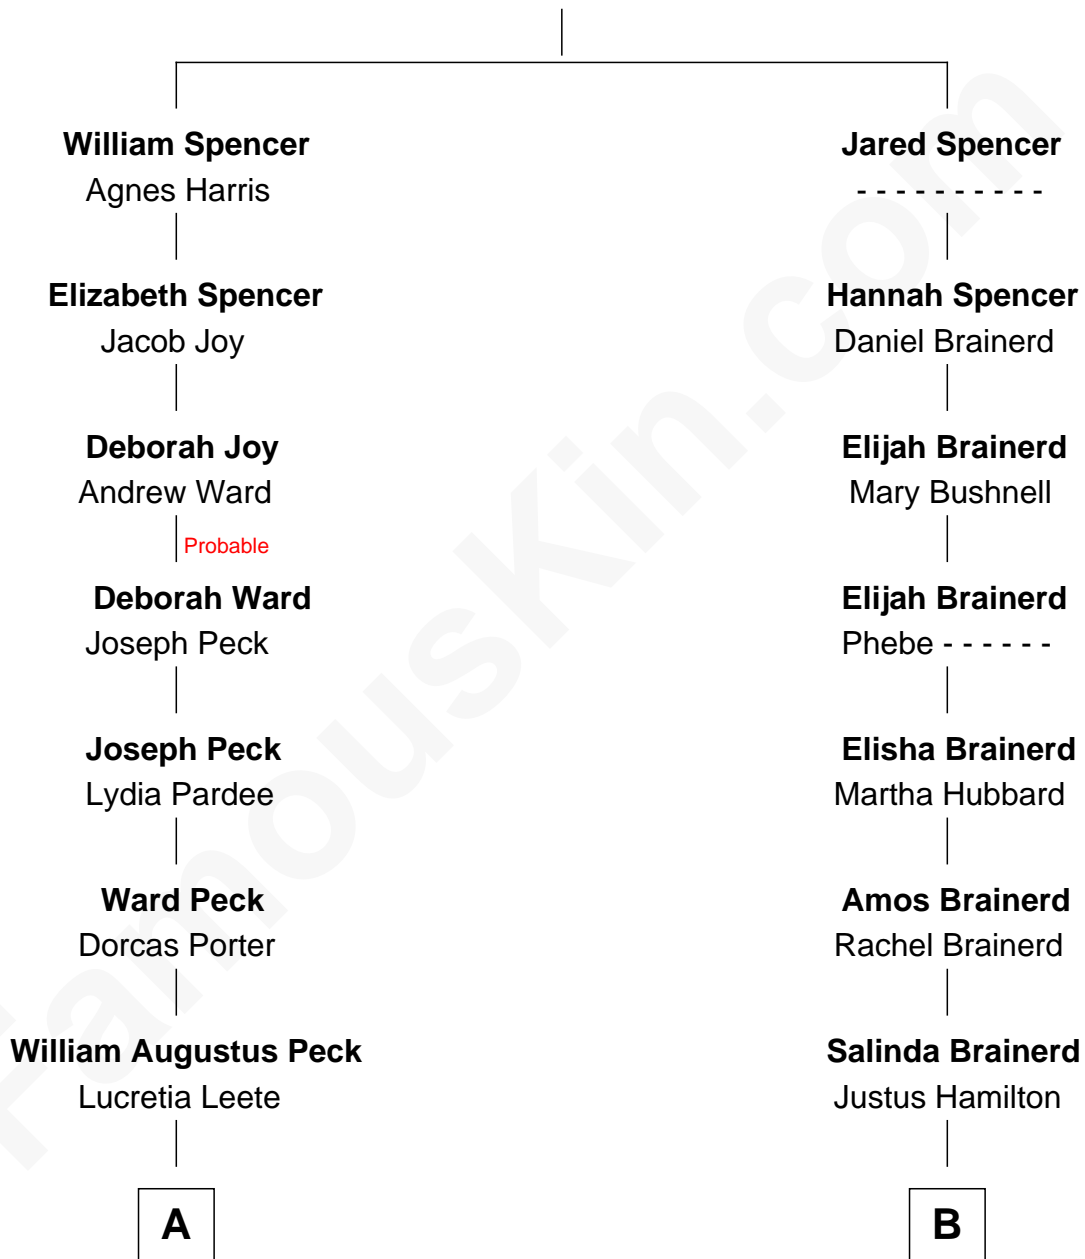 William Spencer
Agnes Harris
Elizabeth Spencer
Jacob Joy
Deborah Joy
Andrew Ward
Probable
Deborah Ward
Joseph Peck
Joseph Peck
Lydia Pardee
Ward Peck
Dorcas Porter
William Augustus Peck
Lucretia Leete
A
Jared Spencer
- - - - - - - - - -
Hannah Spencer
Daniel Brainerd
Elijah Brainerd
Mary Bushnell
Elijah Brainerd
Phebe - - - - - -
Elisha Brainerd
Martha Hubbard
Amos Brainerd
Rachel Brainerd
Salinda Brainerd
Justus Hamilton
B
FamousKin.com